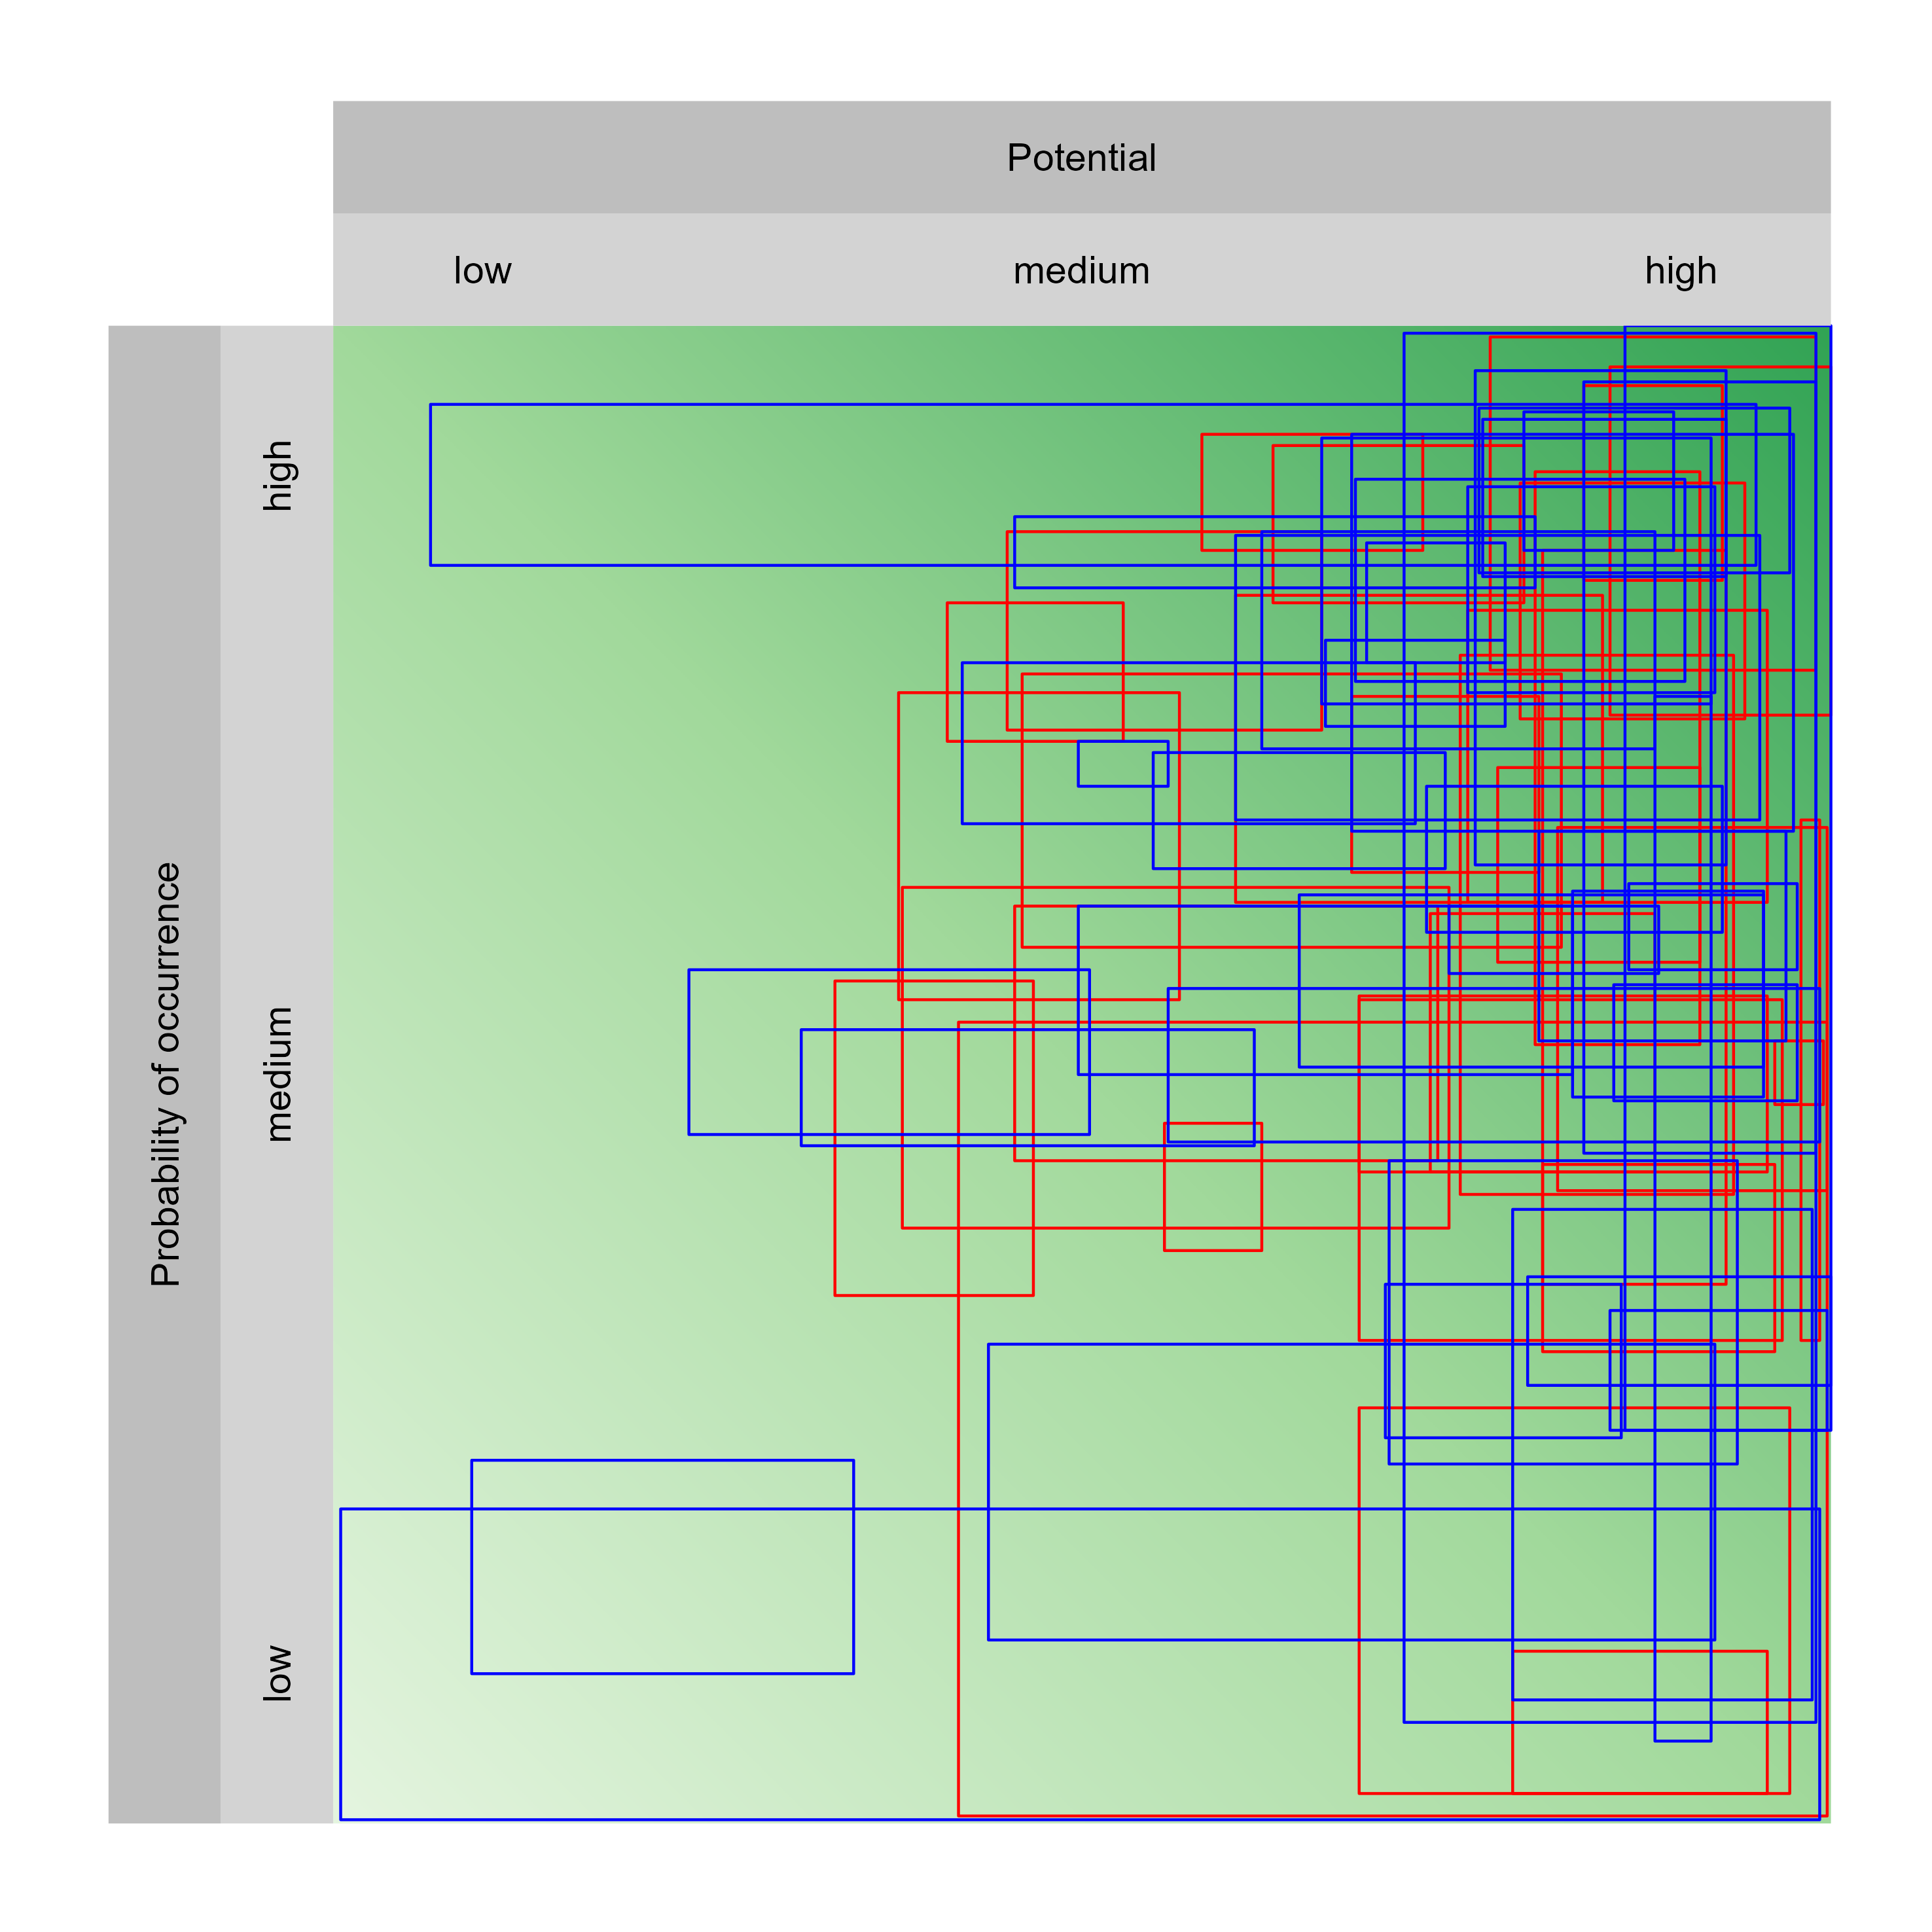 Potential
low medium high
Probability of occurrence
high
medium
low